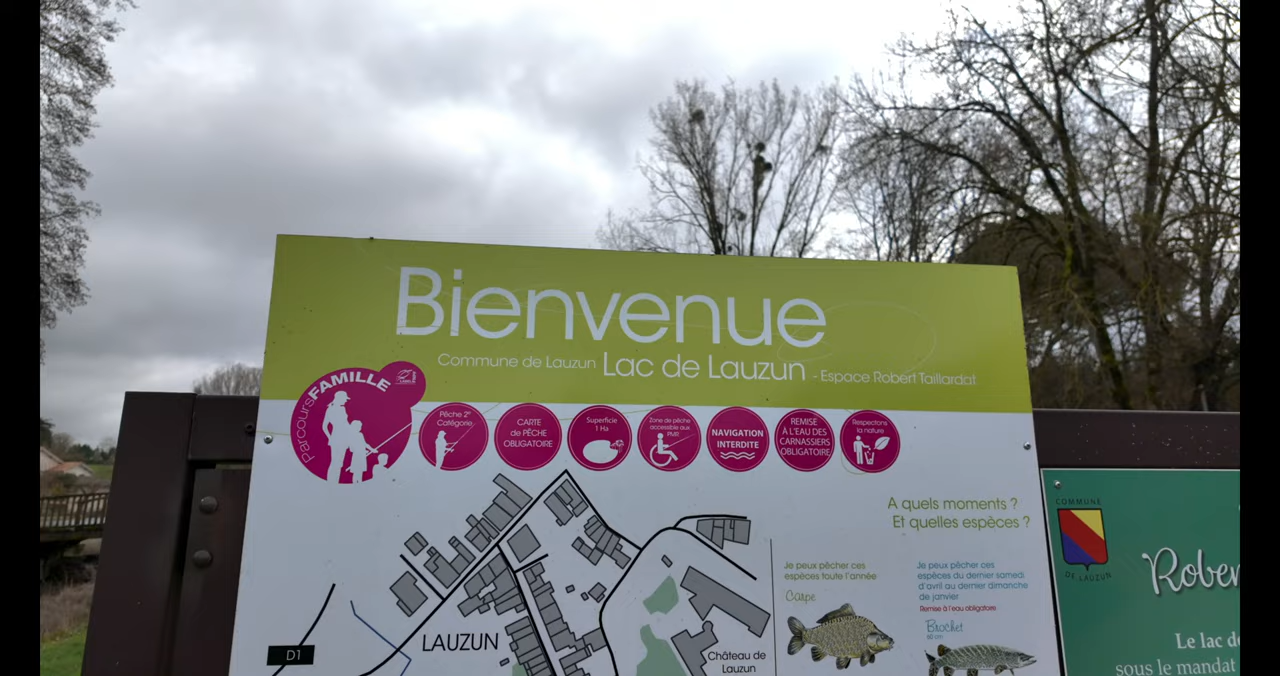 Bienvenue
Commune de Lauzun Lac de Lauzun - Espace Robert Taillardat
Parcours FAMILLE
Pêche 2e
Catégorie
CARTE
de PÊCHE
OBLIGATOIRE
Superficie
1 Ha
Zone de pêche
accessible aux
PMR
NAVIGATION
INTERDITE
REMISE
À L'EAU DES
CARNASSIERS
OBLIGATOIRE
Respectons
la nature
A quels moments ?
Et quelles espèces ?
Je peux pêcher ces
espèces toute l'année
Carpe
Je peux pêcher ces
espèces du dernier samedi
d'avril au dernier dimanche
de janvier
Remise à l'eau obligatoire
Brochet
60 cm
LAUZUN
D1
Château de
Lauzun
COMMUNE
DE LAUZUN
Rober
Le lac d
sous le mandat